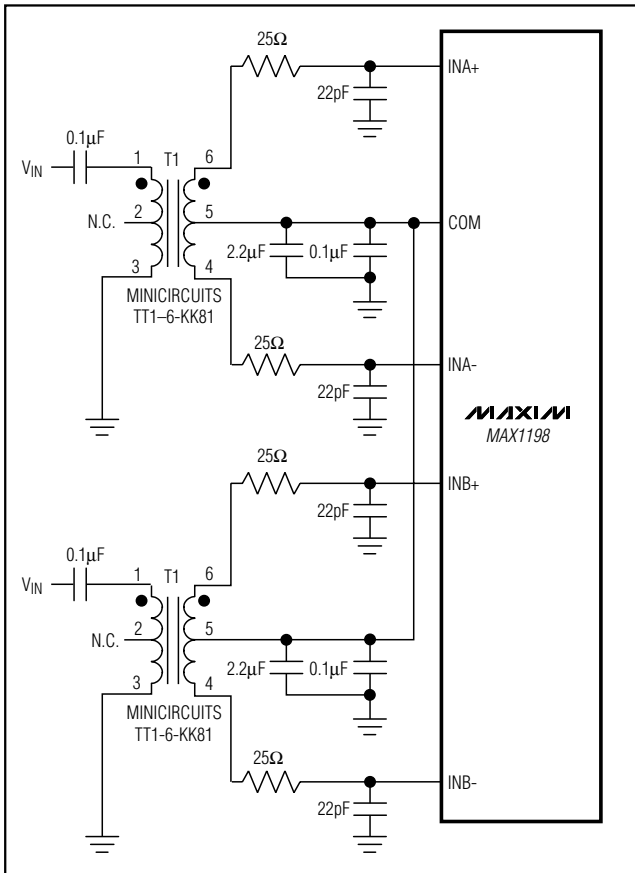 25Ω
INA+
22pF
0.1μF
VIN
1
T1
6
N.C.
2
5
COM
2.2μF
0.1μF
3
4
MINICIRCUITS
TT1–6-KK81
25Ω
INA-
22pF
MAXIM
MAX1198
25Ω
INB+
22pF
0.1μF
VIN
1
T1
6
N.C.
2
5
2.2μF
0.1μF
3
4
MINICIRCUITS
TT1-6-KK81
25Ω
INB-
22pF